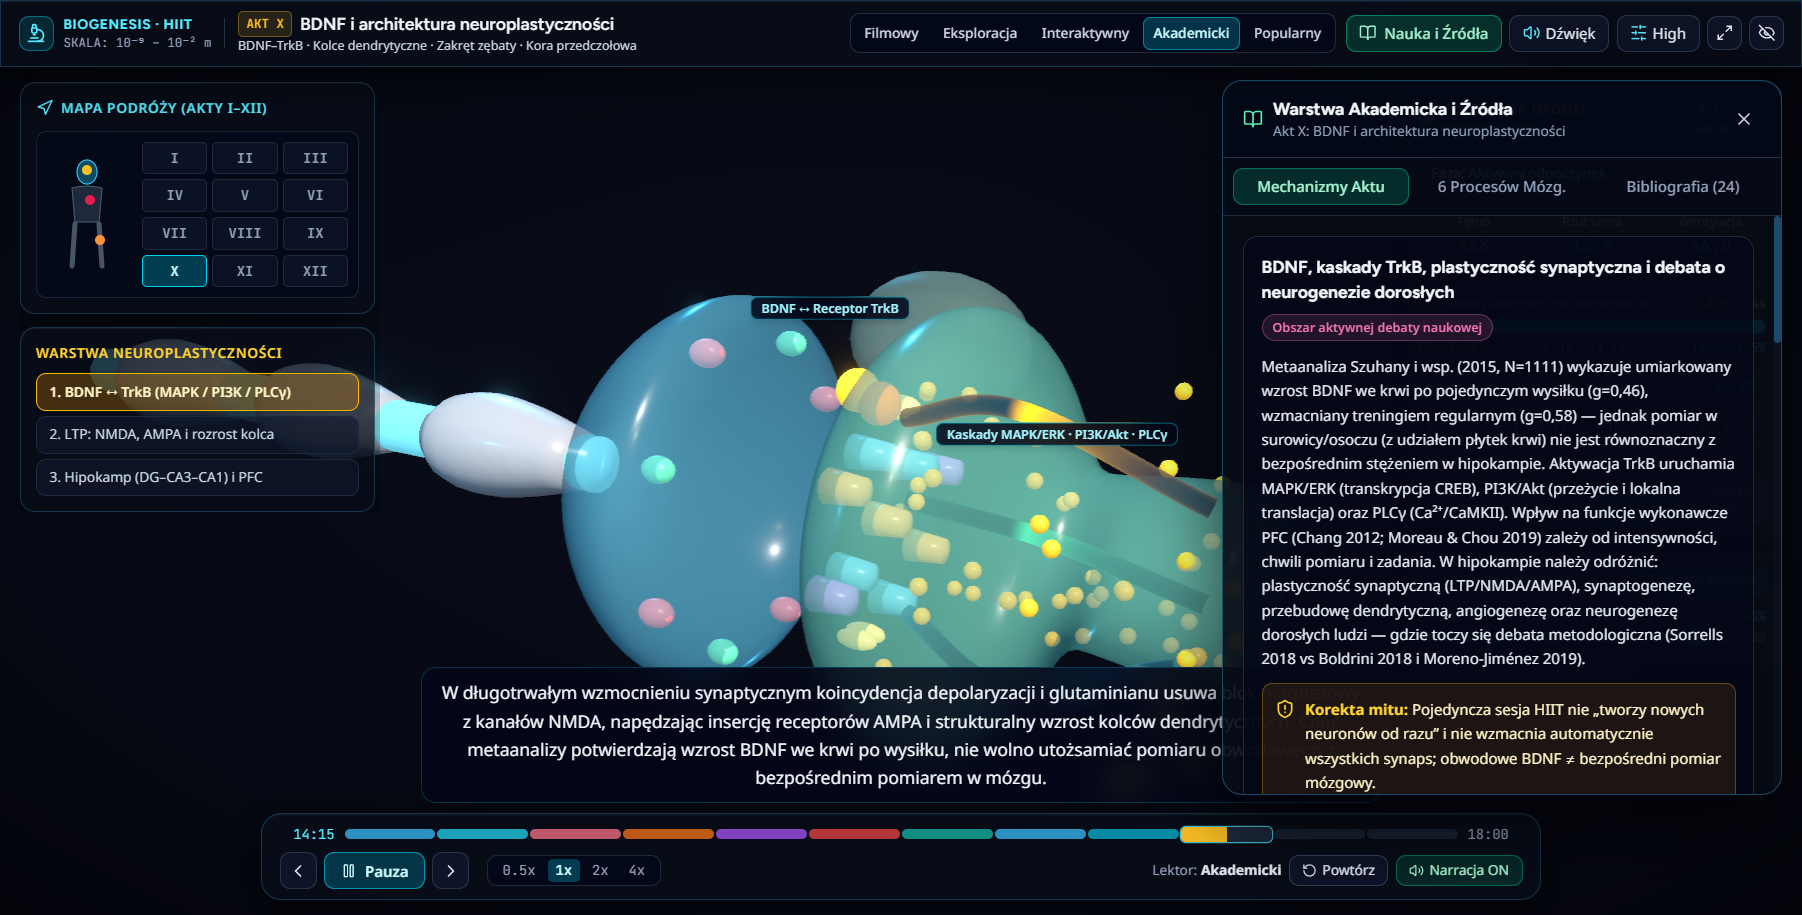 BIOGENESIS · HIIT
SKALA: 10⁻⁹ – 10⁻² m
AKT X
BDNF i architektura neuroplastyczności
BDNF–TrkB · Kolce dendrytyczne · Zakręt zębaty · Kora przedczołowa
Filmowy
Eksploracja
Interaktywny
Akademicki
Popularny
Nauka i Źródła
Dźwięk
High
MAPA PODRÓŻY (AKTY I–XII)
I
II
III
IV
V
VI
VII
VIII
IX
X
XI
XII
WARSTWA NEUROPLASTYCZNOŚCI
1. BDNF ↔ TrkB (MAPK / PI3K / PLCγ)
2. LTP: NMDA, AMPA i rozrost kolca
3. Hipokamp (DG–CA3–CA1) i PFC
BDNF ↔ Receptor TrkB
Kaskady MAPK/ERK · PI3K/Akt · PLCγ
Warstwa Akademicka i Źródła
Akt X: BDNF i architektura neuroplastyczności
Mechanizmy Aktu
6 Procesów Mózg.
Bibliografia (24)
BDNF, kaskady TrkB, plastyczność synaptyczna i debata o
neurogenezie dorosłych
Obszar aktywnej debaty naukowej
Metaanaliza Szuhany i wsp. (2015, N=1111) wykazuje umiarkowany
wzrost BDNF we krwi po pojedynczym wysiłku (g=0,46),
wzmacniany treningiem regularnym (g=0,58) — jednak pomiar w
surowicy/osoczu (z udziałem płytek krwi) nie jest równoznaczny z
bezpośrednim stężeniem w hipokampie. Aktywacja TrkB uruchamia
MAPK/ERK (transkrypcja CREB), PI3K/Akt (przeżycie i lokalna
translacja) oraz PLCγ (Ca²⁺/CaMKII). Wpływ na funkcje wykonawcze
PFC (Chang 2012; Moreau & Chou 2019) zależy od intensywności,
chwili pomiaru i zadania. W hipokampie należy odróżnić:
plastyczność synaptyczną (LTP/NMDA/AMPA), synaptogenezę,
przebudowę dendrytyczną, angiogenezę oraz neurogenezę
dorosłych ludzi — gdzie toczy się debata metodologiczna (Sorrells
2018 vs Boldrini 2018 i Moreno-Jiménez 2019).
Korekta mitu: Pojedyncza sesja HIIT nie „tworzy nowych
neuronów od razu” i nie wzmacnia automatycznie
wszystkich synaps; obwodowe BDNF ≠ bezpośredni pomiar
mózgowy.
W długotrwałym wzmocnieniu synaptycznym koincydencja depolaryzacji i glutaminianu usuwa blok magnezowy
z kanałów NMDA, napędzając insercję receptorów AMPA i strukturalny wzrost kolców dendrytycznych.
metaanalizy potwierdzają wzrost BDNF we krwi po wysiłku, nie wolno utożsamiać pomiaru obwodowego z
bezpośrednim pomiarem w mózgu.
14:15
18:00
Pauza
0.5x
1x
2x
4x
Lektor: Akademicki
Powtórz
Narracja ON